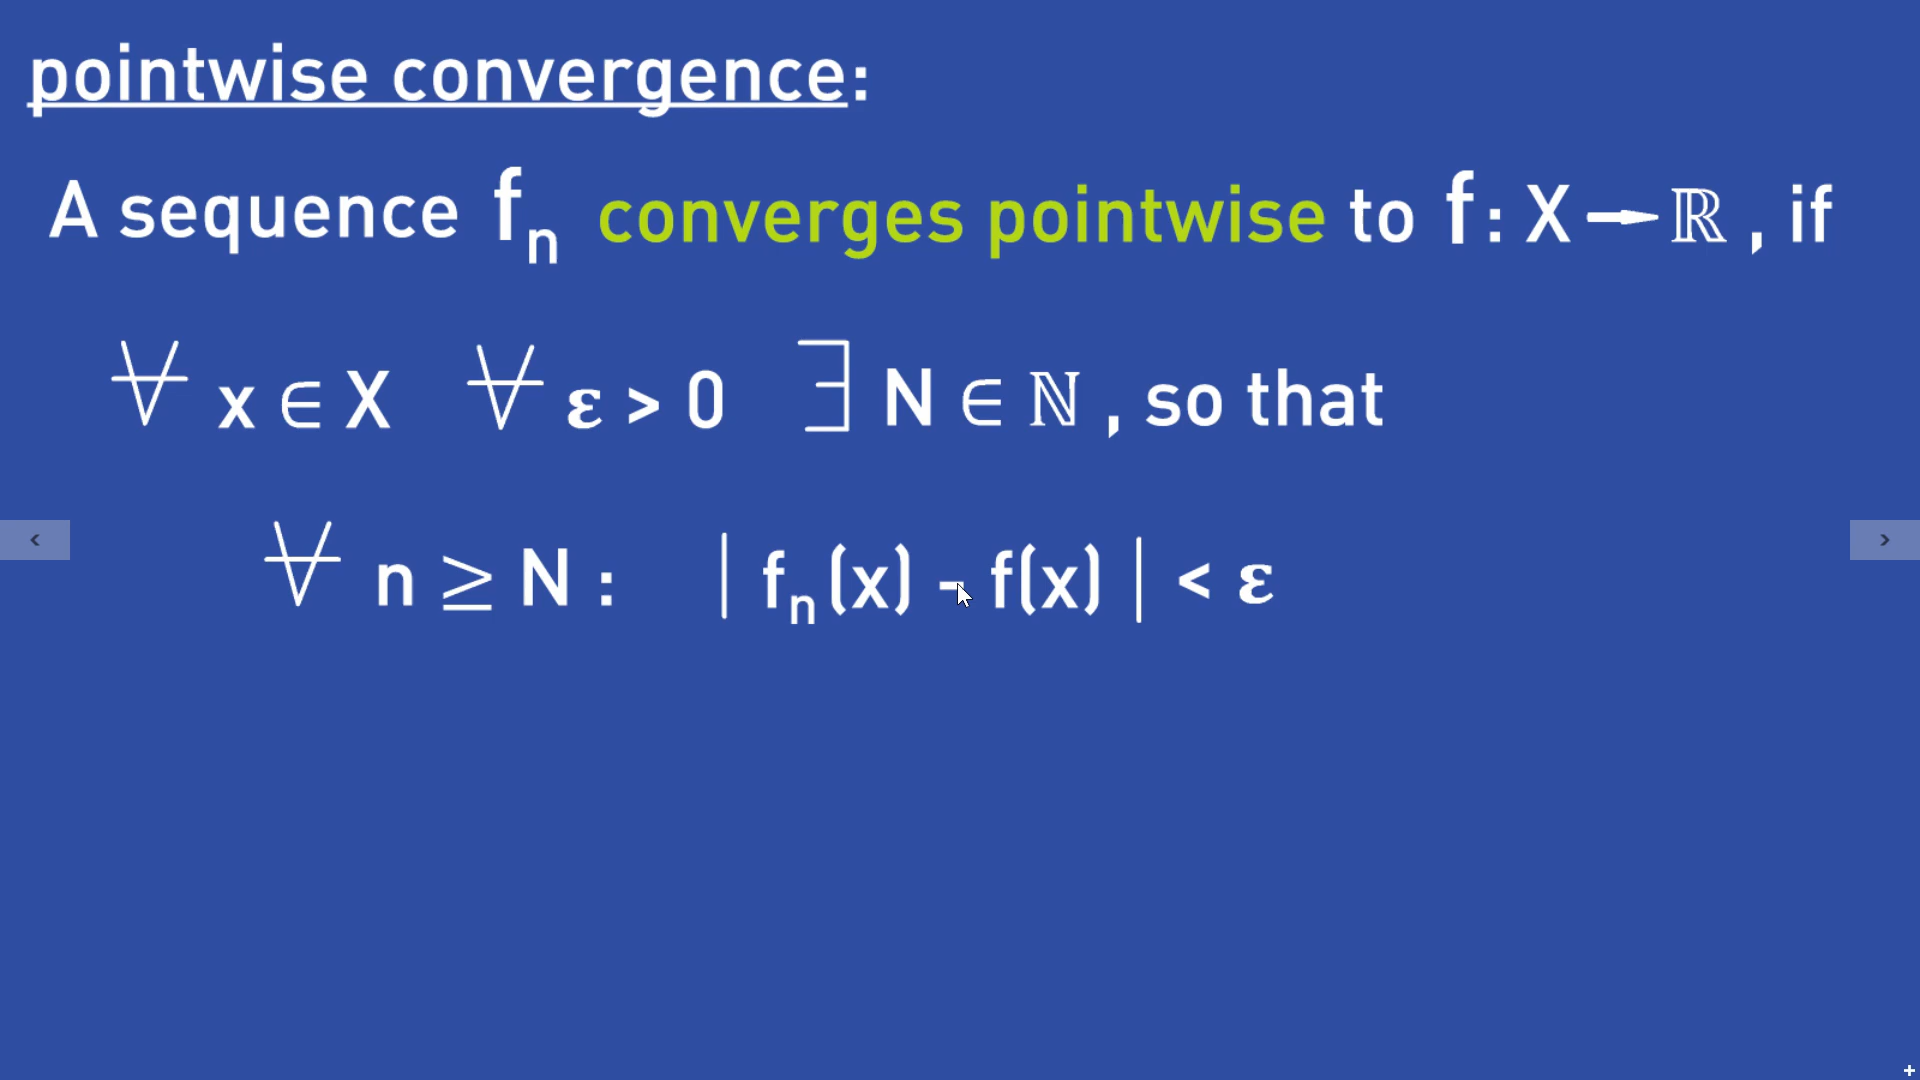 pointwise convergence:
A sequence fₙ converges pointwise to f : X → ℝ , if
∀ x ∈ X ∀ ε > 0 ∃ N ∈ ℕ , so that
∀ n ≥ N : | fₙ(x) - f(x) | < ε